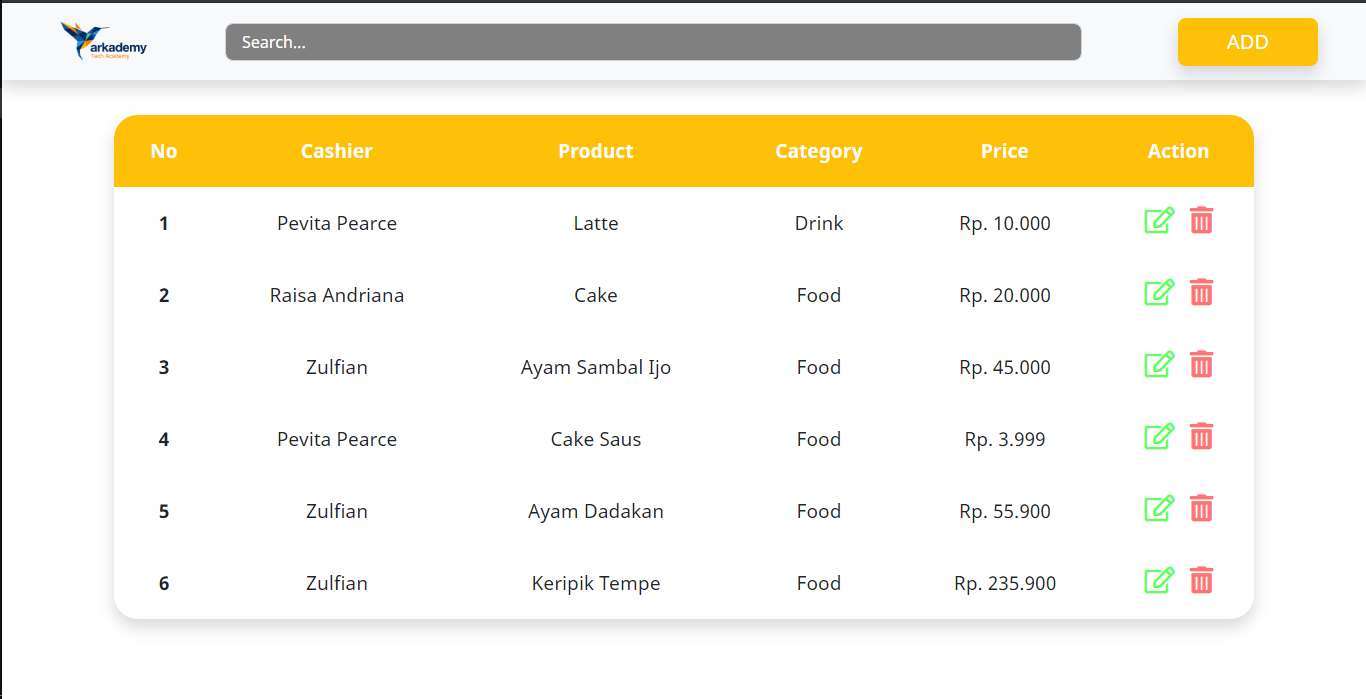 arkademy
Tech Academy
Search...
ADD
No Cashier Product Category Price Action
1 Pevita Pearce Latte Drink Rp. 10.000
2 Raisa Andriana Cake Food Rp. 20.000
3 Zulfian Ayam Sambal Ijo Food Rp. 45.000
4 Pevita Pearce Cake Saus Food Rp. 3.999
5 Zulfian Ayam Dadakan Food Rp. 55.900
6 Zulfian Keripik Tempe Food Rp. 235.900